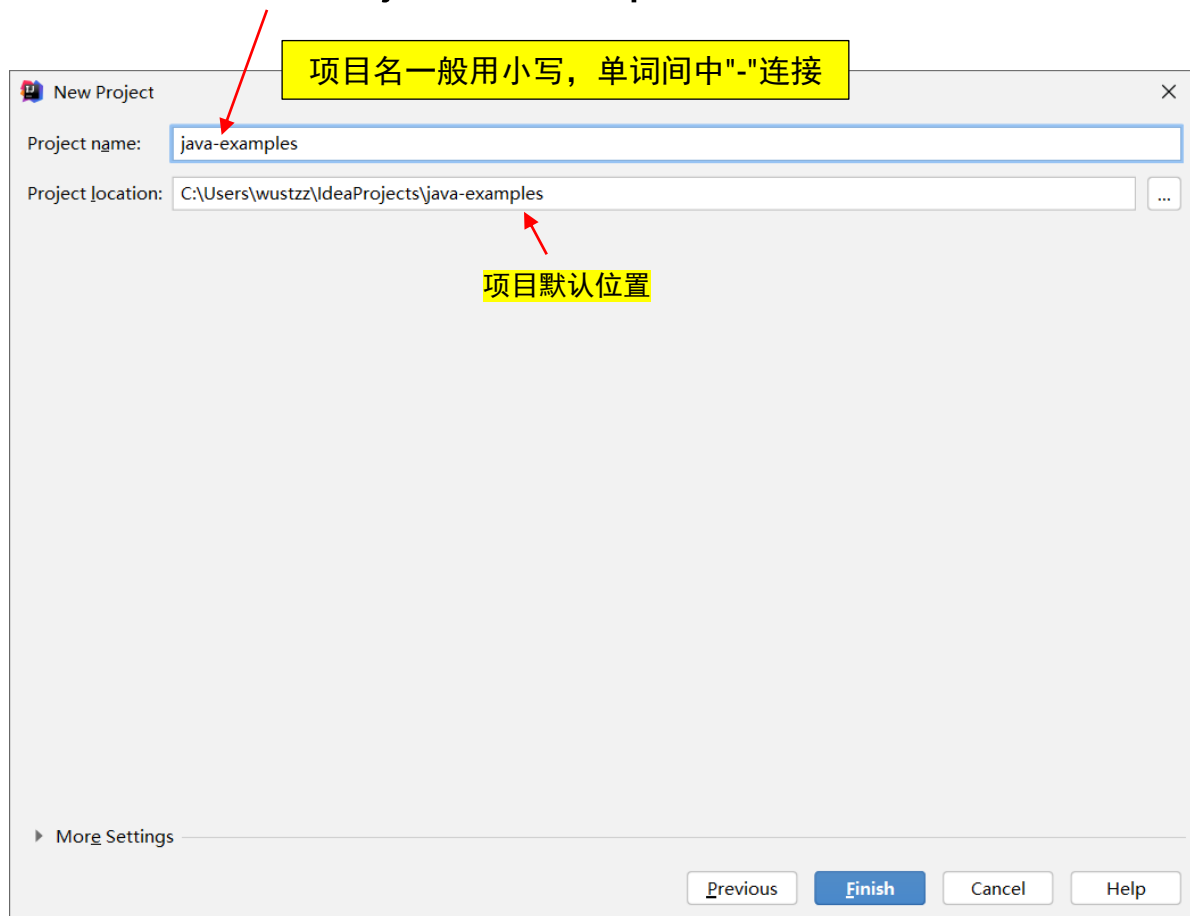 项目名一般用小写，单词间中"-"连接
New Project
Project name: java-examples
Project location: C:\Users\wustzz\IdeaProjects\java-examples ...
项目默认位置
More Settings
Previous Finish Cancel Help